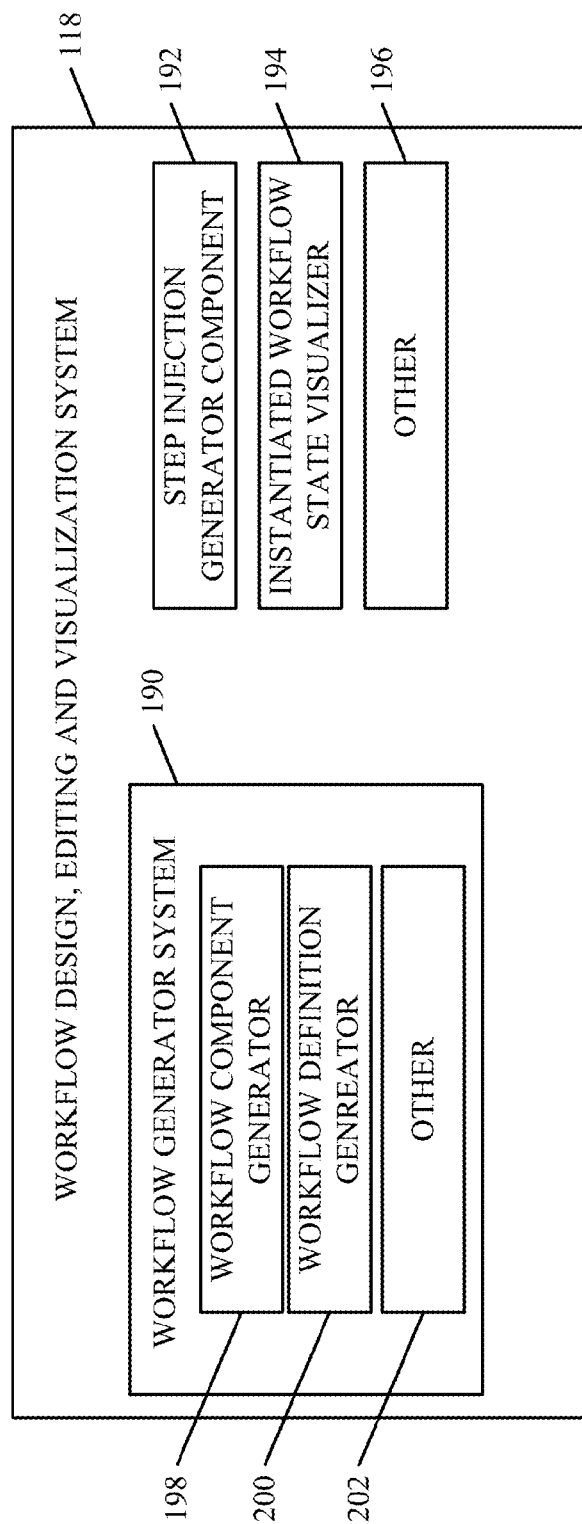 WORKFLOW DESIGN, EDITING AND VISUALIZATION SYSTEM
118
190
WORKFLOW GENERATOR SYSTEM
198
WORKFLOW COMPONENT
GENERATOR
200
WORKFLOW DEFINITION
GENREATOR
202
OTHER
STEP INJECTION
GENERATOR COMPONENT
192
INSTANTIATED WORKFLOW
STATE VISUALIZER
194
OTHER
196